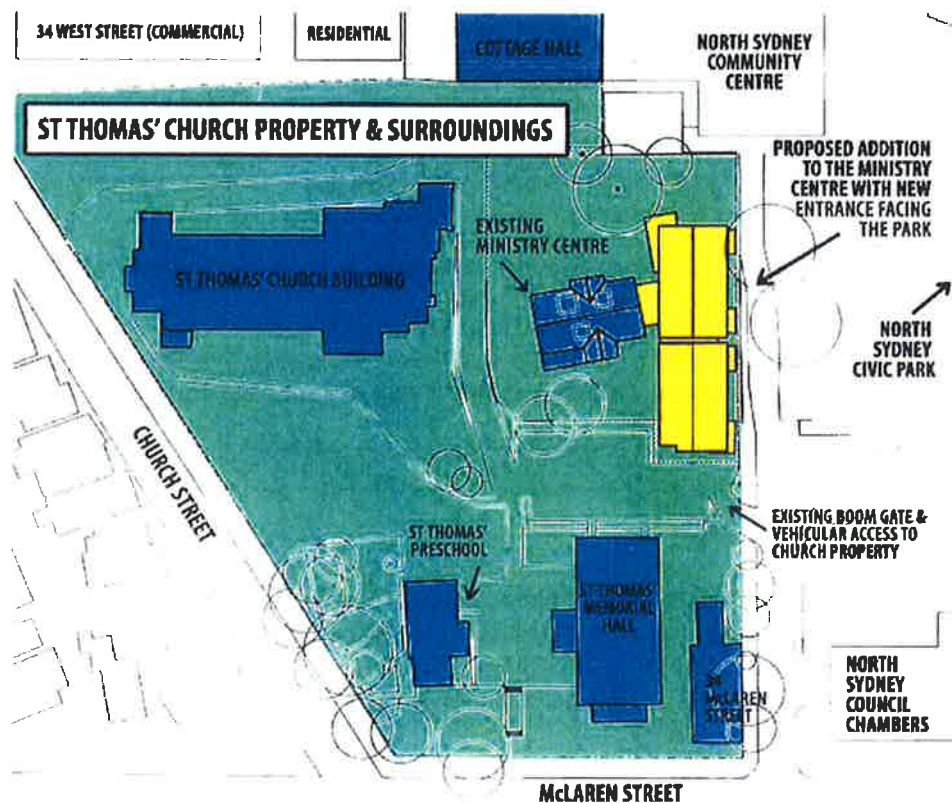 34 WEST STREET (COMMERCIAL)
RESIDENTIAL
COTTAGE HALL
NORTH SYDNEY
COMMUNITY
CENTRE
ST THOMAS' CHURCH PROPERTY & SURROUNDINGS
PROPOSED ADDITION
TO THE MINISTRY
CENTRE WITH NEW
ENTRANCE FACING
THE PARK
EXISTING
MINISTRY CENTRE
ST THOMAS' CHURCH BUILDING
NORTH
SYDNEY
CIVIC PARK
CHURCH STREET
EXISTING BOOM GATE &
VEHICULAR ACCESS TO
CHURCH PROPERTY
ST THOMAS'
PRESCHOOL
ST THOMAS'
MEMORIAL
HALL
34
McLAREN
STREET
NORTH
SYDNEY
COUNCIL
CHAMBERS
McLAREN STREET